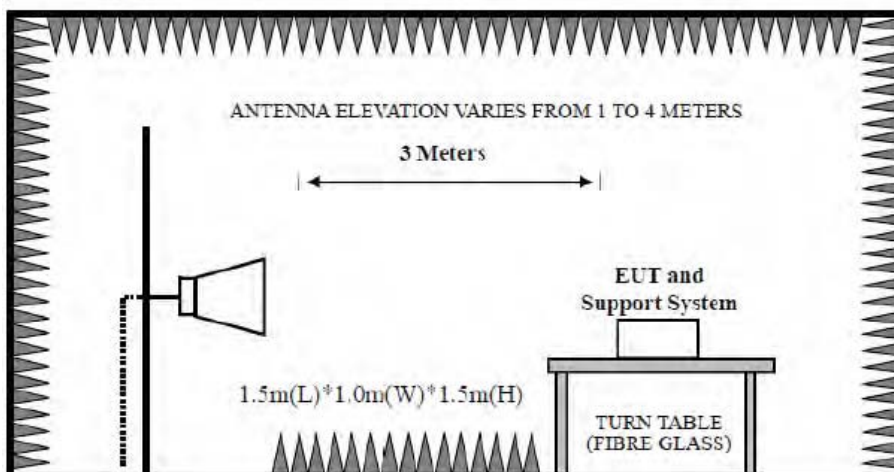 ANTENNA ELEVATION VARIES FROM 1 TO 4 METERS
3 Meters
EUT and
Support System
1.5m(L)*1.0m(W)*1.5m(H)
TURN TABLE
(FIBRE GLASS)